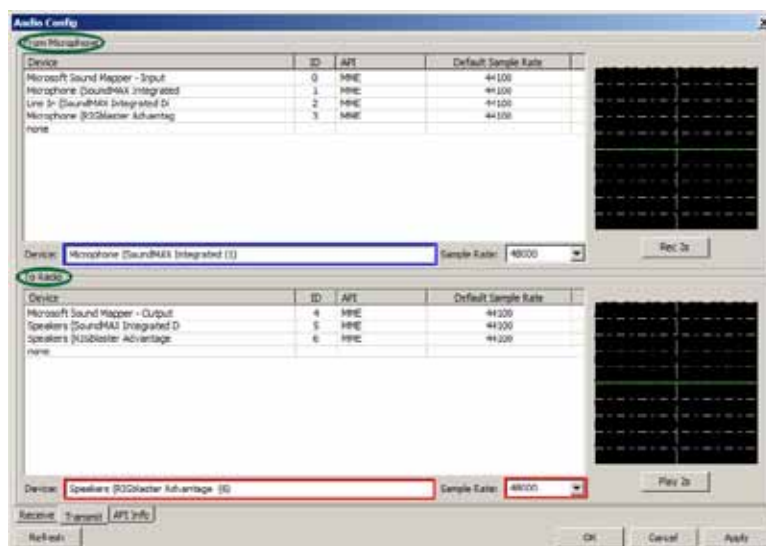 Audio Config
From Microphone
Device ID API Default Sample Rate
Microsoft Sound Mapper - Input 0 MME 44100
Microphone (SoundMAX Integrated 1 MME 44100
Line In (SoundMAX Integrated Di 2 MME 44100
Microphone (RIGblaster Advantag 3 MME 44100
none
Device: Microphone (SoundMAX Integrated (1) Sample Rate: 48000 Rec 2s
To Radio
Device ID API Default Sample Rate
Microsoft Sound Mapper - Output 4 MME 44100
Speakers (SoundMAX Integrated D 5 MME 44100
Speakers (RIGblaster Advantage 6 MME 44100
none
Device: Speakers (RIGblaster Advantage (6) Sample Rate: 48000 Play 2s
Receive Transmit API Info
Refresh OK Cancel Apply